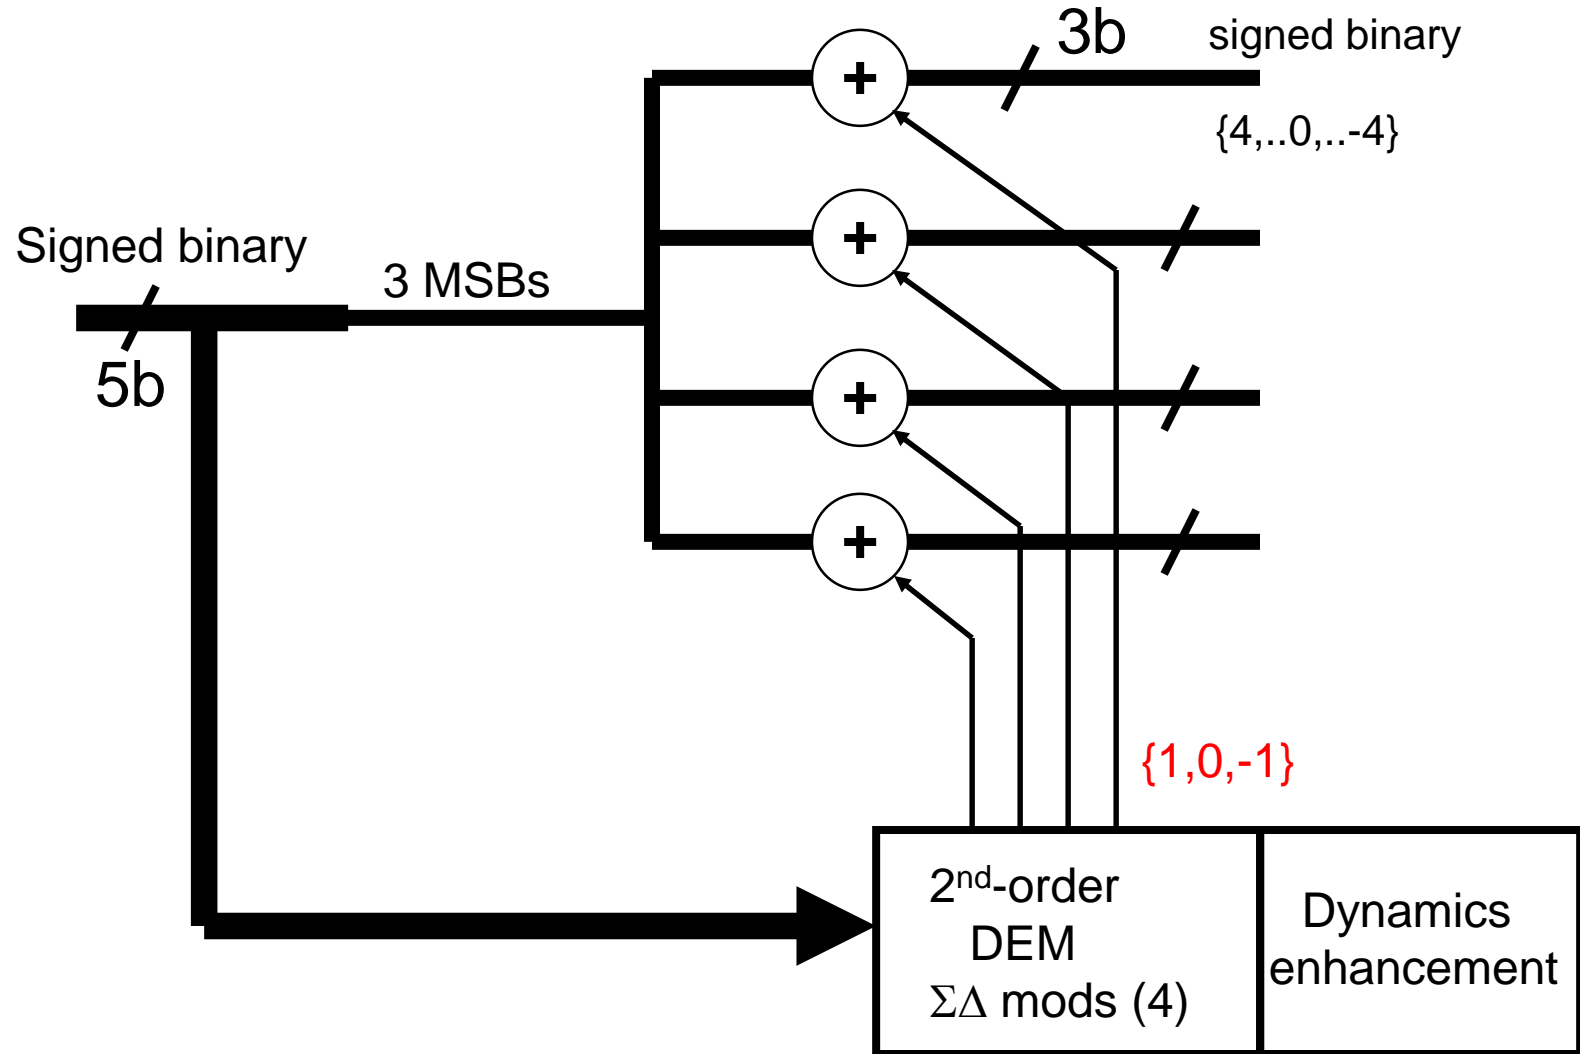 3b
signed binary
{4,..0,..-4}
Signed binary
3 MSBs
5b
+
+
+
+
{1,0,-1}
2nd-order
DEM
ΣΔ mods (4)
Dynamics
enhancement